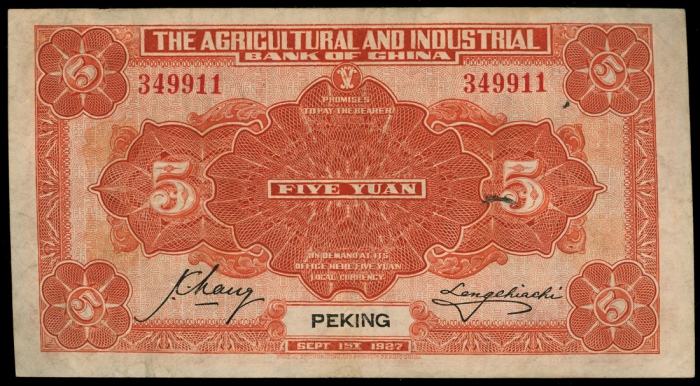 5 5
THE AGRICULTURAL AND INDUSTRIAL
BANK OF CHINA
349911 349911
PROMISES
TO PAY THE BEARER
5 FIVE YUAN 5
ON DEMAND AT ITS
OFFICE HERE FIVE YUAN
LOCAL CURRENCY
5 5
PEKING
SEPT 1ST 1927